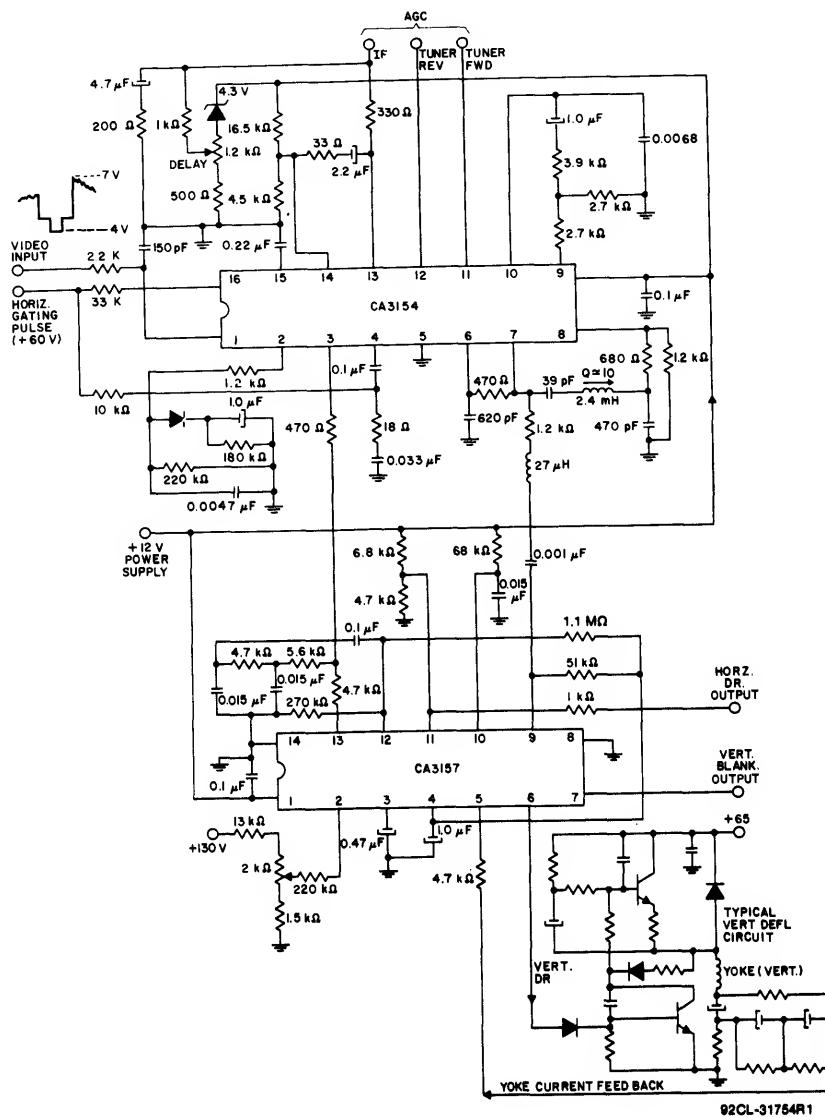 AGC
IF
TUNER REV
TUNER FWD
4.7 μF
4.3 V
200 Ω
1 kΩ
16.5 kΩ
330 Ω
1.0 μF
0.0068
1.2 kΩ
33 Ω
DELAY
2.2 μF
3.9 kΩ
7 V
500 Ω
4.5 kΩ
2.7 kΩ
4 V
2.7 kΩ
150 pF
0.22 μF
VIDEO INPUT
2.2 K
HORIZ. GATING PULSE (+60 V)
33 K
16 15 14 13 12 11 10 9
CA3154
1 2 3 4 5 6 7 8
0.1 μF
1.2 kΩ
0.1 μF
470 Ω
39 pF
Q≃10
2.4 mH
680 Ω
1.2 kΩ
10 kΩ
1.0 μF
470 Ω
18 Ω
620 pF
1.2 kΩ
470 pF
180 kΩ
220 kΩ
0.033 μF
27 μH
0.0047 μF
+12 V POWER SUPPLY
6.8 kΩ
68 kΩ
0.001 μF
4.7 kΩ
0.015 μF
0.1 μF
1.1 MΩ
4.7 kΩ
5.6 kΩ
51 kΩ
0.015 μF
0.015 μF
4.7 kΩ
1 kΩ
HORZ. DR. OUTPUT
270 kΩ
14 13 12 11 10 9 8
CA3157
1 2 3 4 5 6 7
0.1 μF
VERT. BLANK. OUTPUT
13 kΩ
+130 V
0.47 μF
1.0 μF
+65
2 kΩ
220 kΩ
4.7 kΩ
1.5 kΩ
TYPICAL VERT DEFL CIRCUIT
VERT. DR
YOKE (VERT.)
YOKE CURRENT FEED BACK
92CL-31754R1